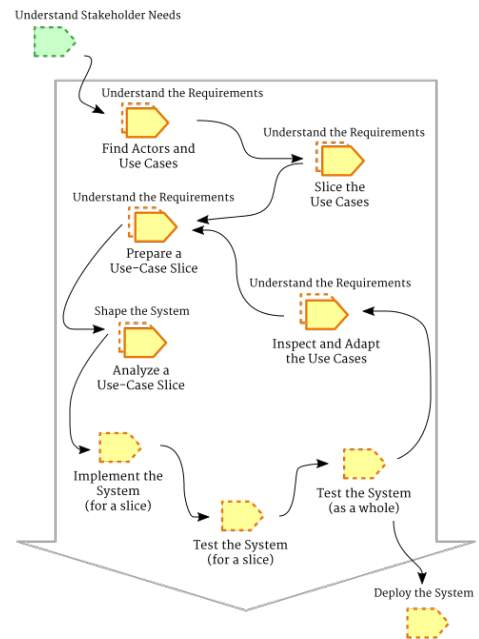 Understand Stakeholder Needs
Understand the Requirements
Find Actors and
Use Cases
Understand the Requirements
Slice the
Use Cases
Understand the Requirements
Prepare a
Use-Case Slice
Understand the Requirements
Inspect and Adapt
the Use Cases
Shape the System
Analyze a
Use-Case Slice
Implement the
System
(for a slice)
Test the System
(for a slice)
Test the System
(as a whole)
Deploy the System